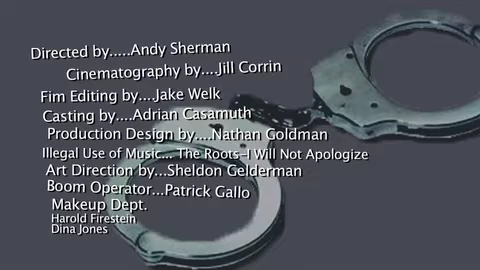 Directed by.....Andy Sherman
Cinematography by....Jill Corrin
Fim Editing by....Jake Welk
Casting by....Adrian Casamuth
Production Design by....Nathan Goldman
Illegal Use of Music... The Roots-I Will Not Apologize
Art Direction by...Sheldon Gelderman
Boom Operator...Patrick Gallo
Makeup Dept.
Harold Firestein
Dina Jones